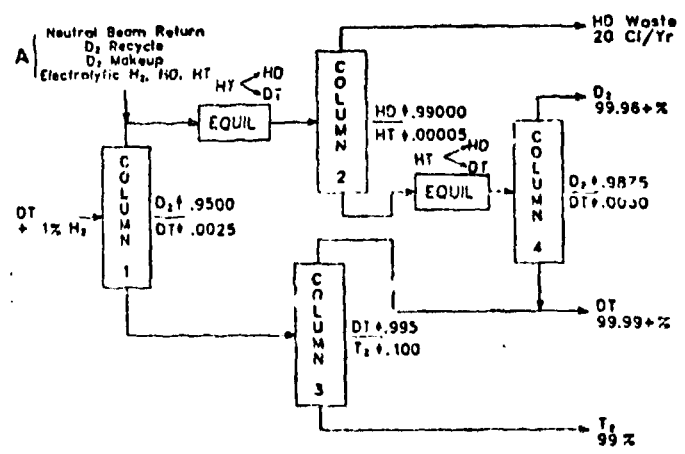 Neutral Beam Return
A D₂ Recycle
D₂ Makeup
Electrolytic H₂, HD, HT
HD Waste
20 Ci/Yr
HT HD
DT
EQUIL
COLUMN 2
HD ↑.99000
HT ↑.00005
D₂
99.96+%
HT HD
DT
EQUIL
COLUMN 4
D₂ ↑.9875
DT ↑.0030
DT
+ 1% H₂
COLUMN 1
D₂ ↑.9500
DT ↑.0025
COLUMN 3
DT ↑.995
T₂ ↑.100
DT
99.99+%
T₂
99%